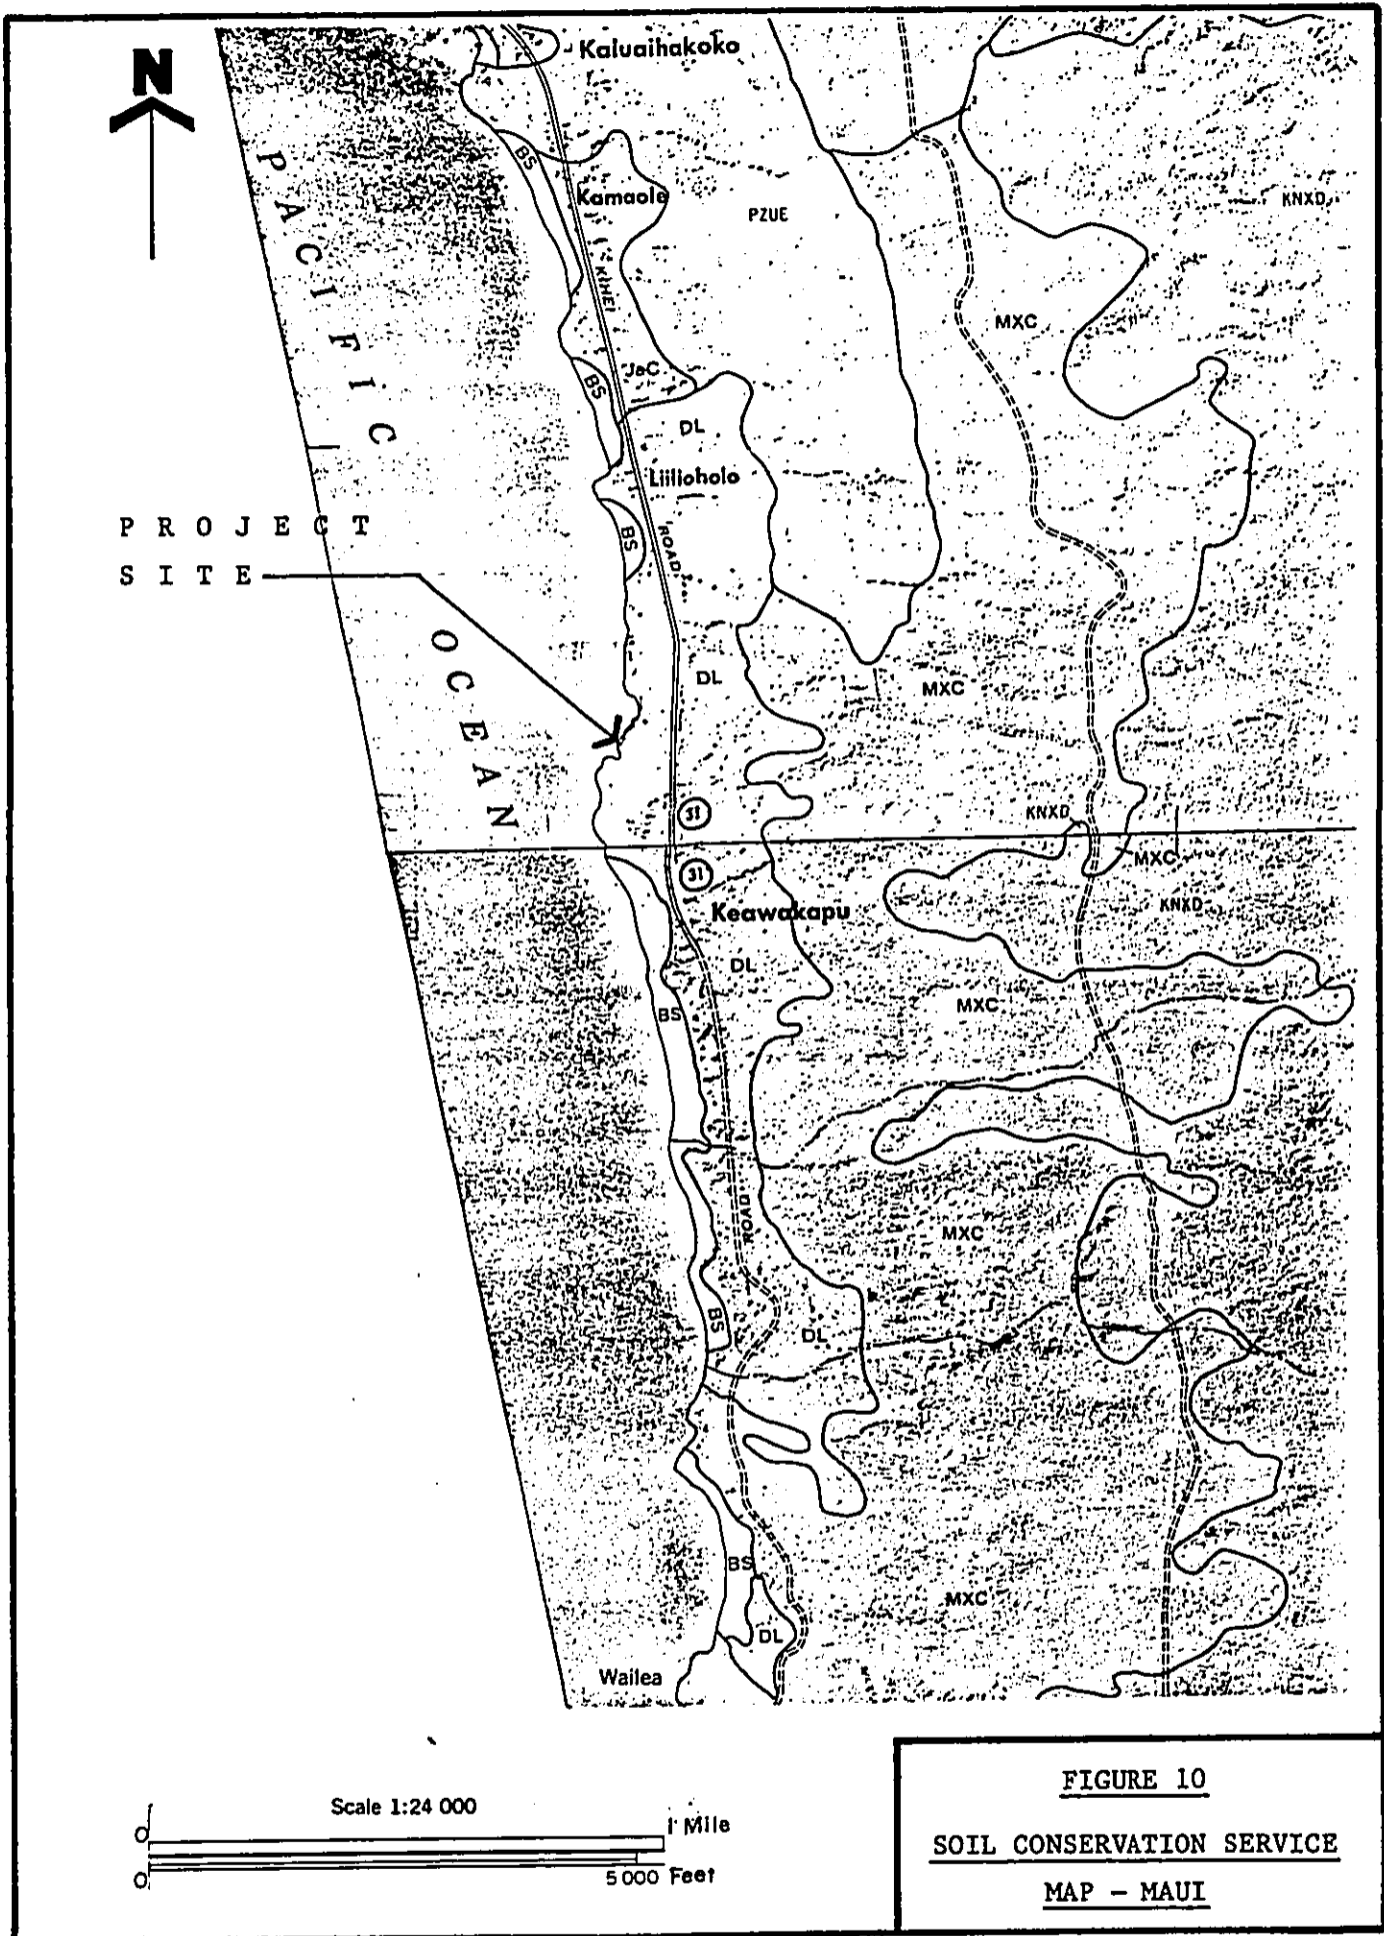 N
Kaluaihakoko
PACIFIC
OCEAN
BS
Kamaole
PZUE
KNXD
KIHEI
MXC
BS
JaC
DL
Liilioholo
PROJECT
SITE
BS
ROAD
DL
MXC
31
KNXD
MXC
31
Keawakapu
KNXD
DL
BS
MXC
ROAD
MXC
BS
DL
BS
MXC
DL
Wailea
Scale 1:24 000
0
1 Mile
0
5 000 Feet
FIGURE 10
SOIL CONSERVATION SERVICE
MAP - MAUI